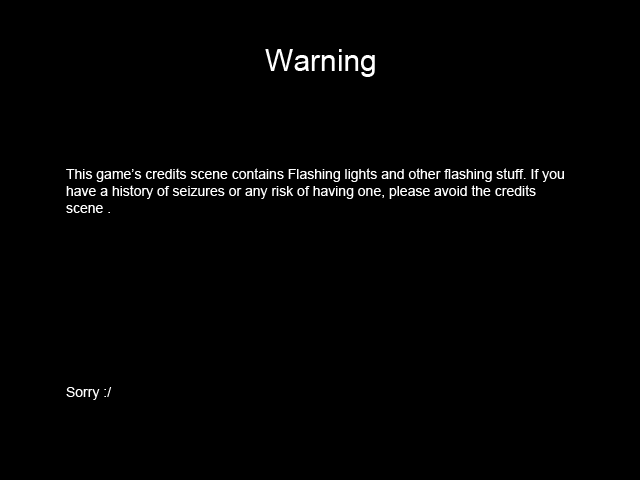 Warning
This game's credits scene contains Flashing lights and other flashing stuff. If you
have a history of seizures or any risk of having one, please avoid the credits
scene .
Sorry :/